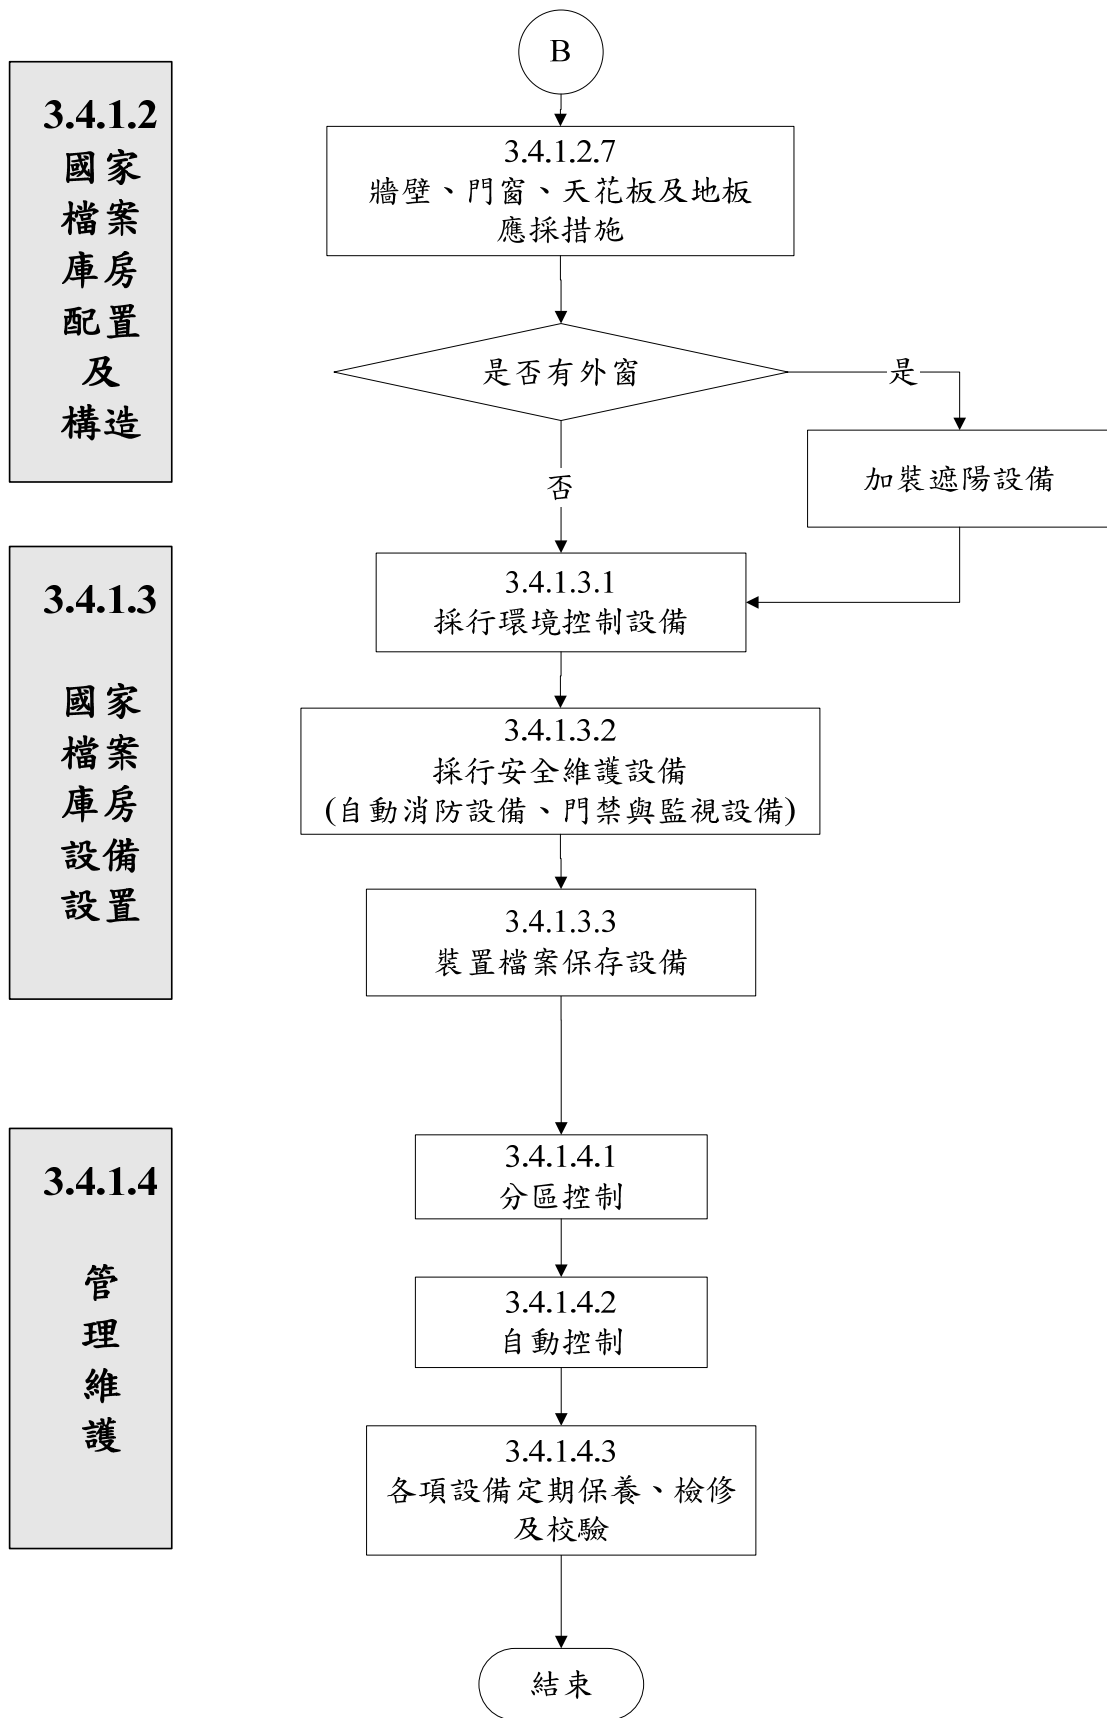 B
3.4.1.2
國家
檔案
庫房
配置
及
構造
3.4.1.2.7
牆壁、門窗、天花板及地板
應採措施
是否有外窗
是
加裝遮陽設備
否
3.4.1.3
國家
檔案
庫房
設備
設置
3.4.1.3.1
採行環境控制設備
3.4.1.3.2
採行安全維護設備
(自動消防設備、門禁與監視設備)
3.4.1.3.3
裝置檔案保存設備
3.4.1.4
管
理
維
護
3.4.1.4.1
分區控制
3.4.1.4.2
自動控制
3.4.1.4.3
各項設備定期保養、檢修
及校驗
結束